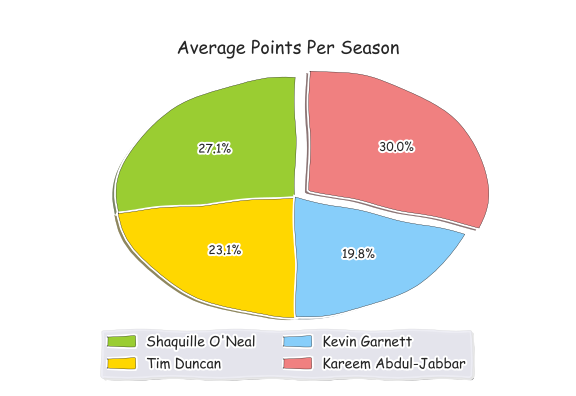 Average Points Per Season
27.1%
30.0%
23.1%
19.8%
Shaquille O'Neal
Kevin Garnett
Tim Duncan
Kareem Abdul-Jabbar